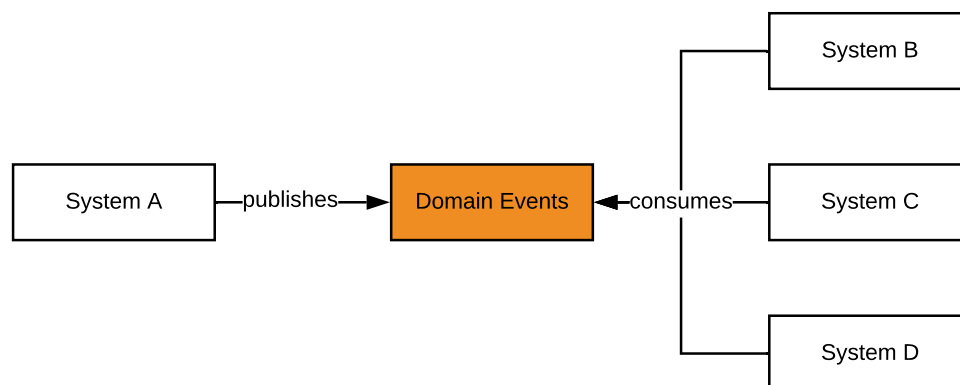 System B
System A
publishes
Domain Events
consumes
System C
System D